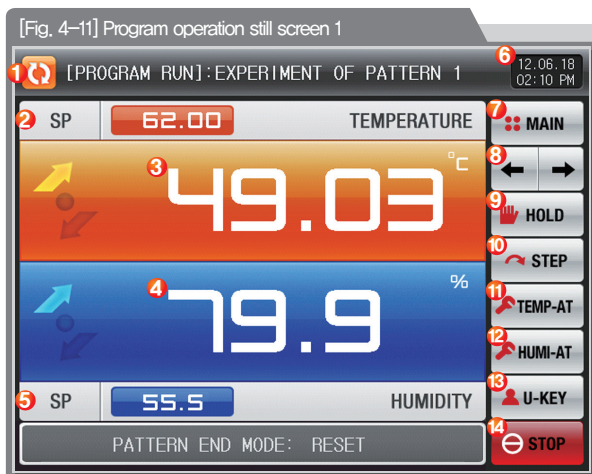 [Fig. 4-11] Program operation still screen 1
1 [PROGRAM RUN]:EXPERIMENT OF PATTERN 1
6 12.06.18
02:10 PM
2 SP 62.00 TEMPERATURE
3 49.03 °C
4 79.9 %
5 SP 55.5 HUMIDITY
PATTERN END MODE: RESET
7 MAIN
8 ← →
9 HOLD
10 STEP
11 TEMP-AT
12 HUMI-AT
13 U-KEY
14 STOP